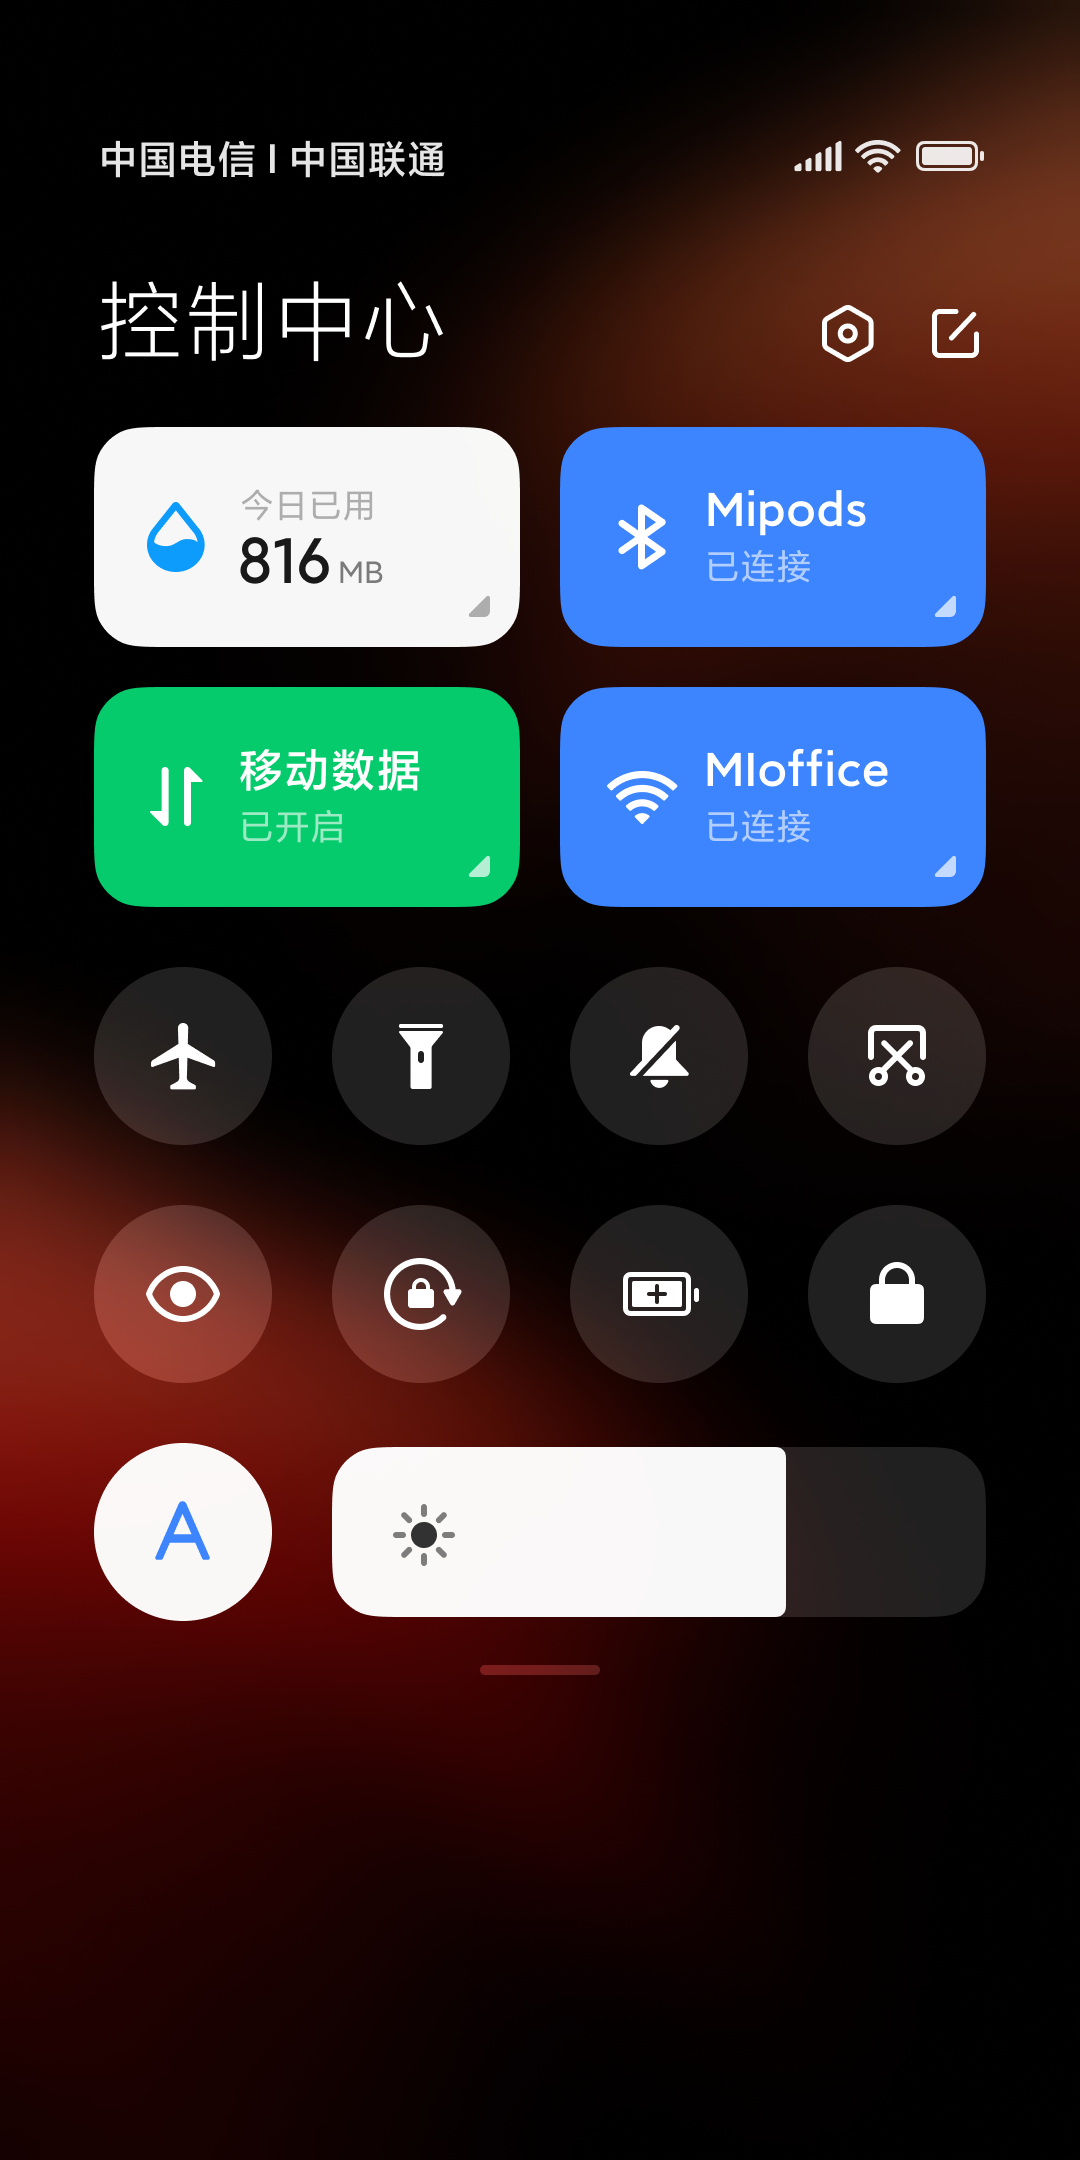 中国电信 | 中国联通
控制中心
今日已用
816 MB
Mipods
已连接
移动数据
已开启
MIoffice
已连接
A